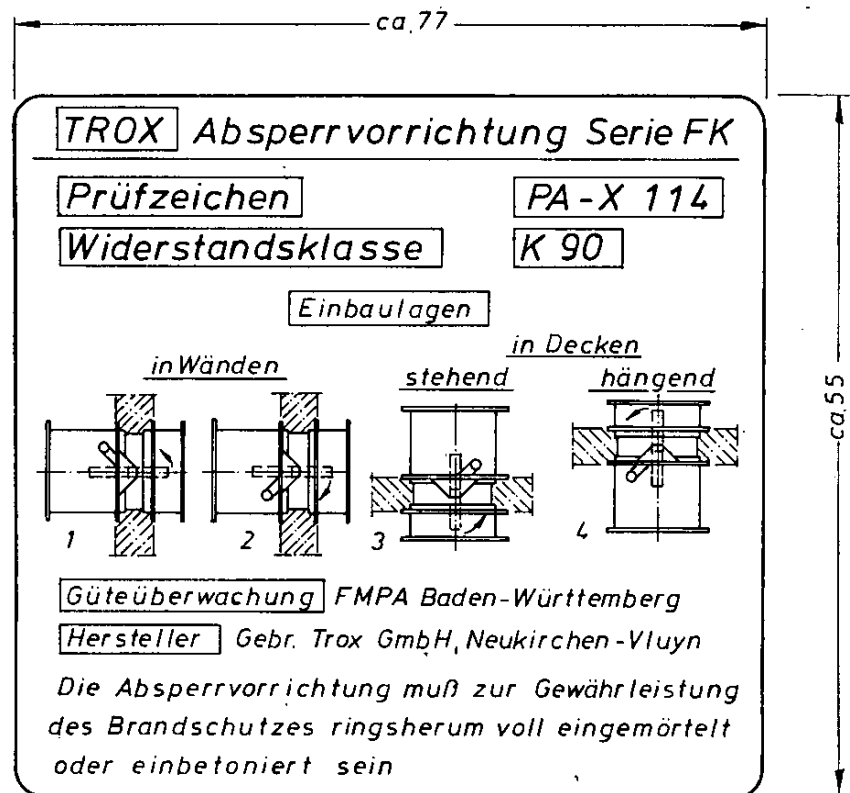 ca. 77
TROX Absperrvorrichtung Serie FK
Prüfzeichen PA-X 114
Widerstandsklasse K 90
Einbaulagen
in Wänden
in Decken
stehend hängend
1 2 3 4
Güteüberwachung FMPA Baden-Württemberg
Hersteller Gebr. Trox GmbH, Neukirchen-Vluyn
Die Absperrvorrichtung muß zur Gewährleistung
des Brandschutzes ringsherum voll eingemörtelt
oder einbetoniert sein
ca. 55